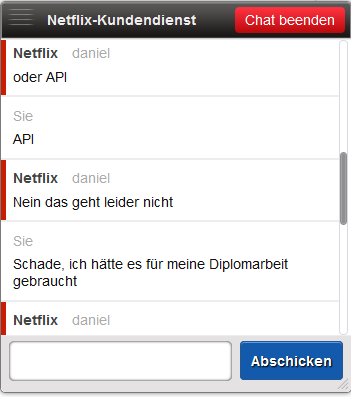 Netflix-Kundendienst Chat beenden
Netflix daniel
oder API
Sie
API
Netflix daniel
Nein das geht leider nicht
Sie
Schade, ich hätte es für meine Diplomarbeit
gebraucht
Netflix daniel
Abschicken